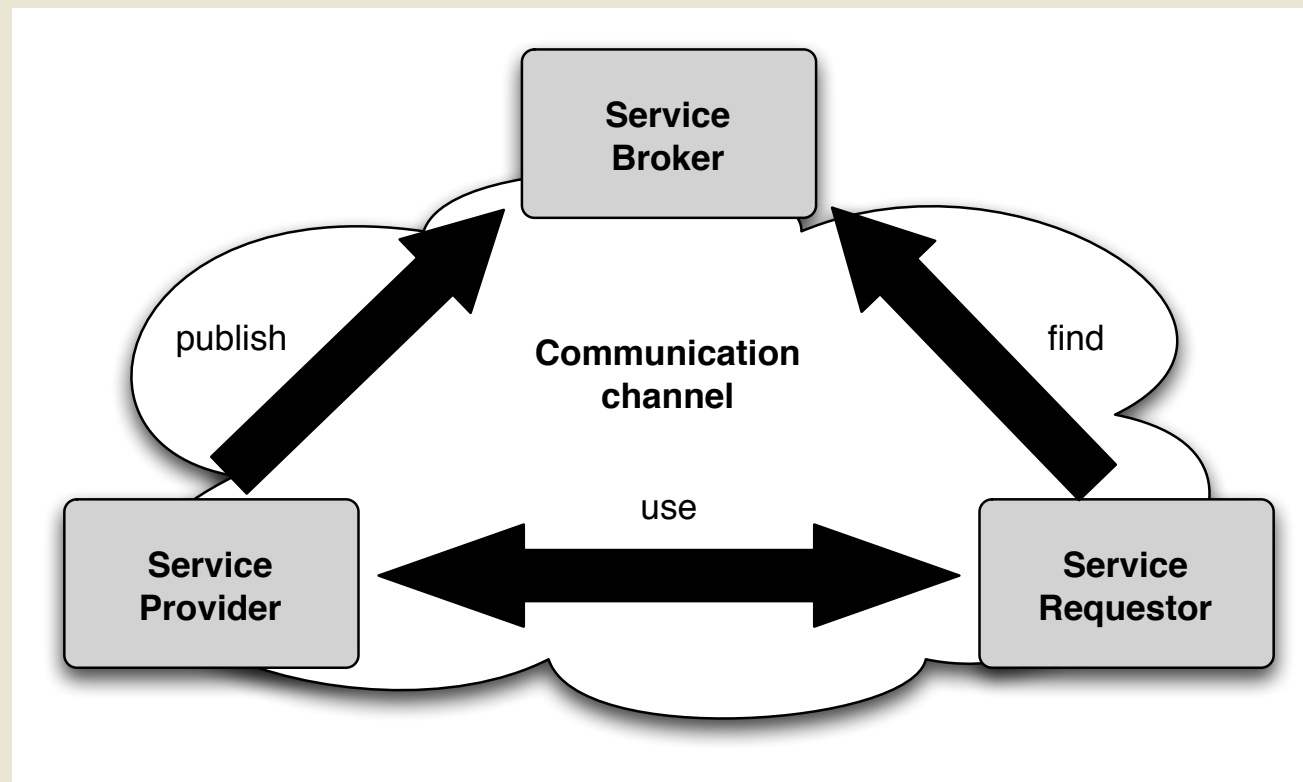 Service
Broker
publish
find
Communication
channel
use
Service
Provider
Service
Requestor